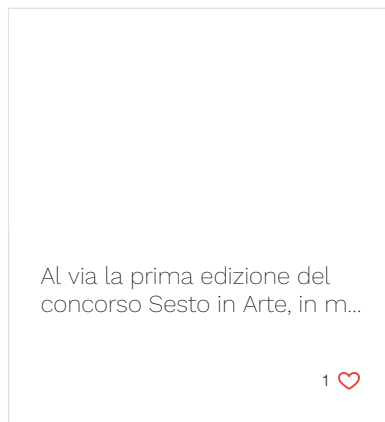 Al via la prima edizione del
concorso Sesto in Arte, in m...
1